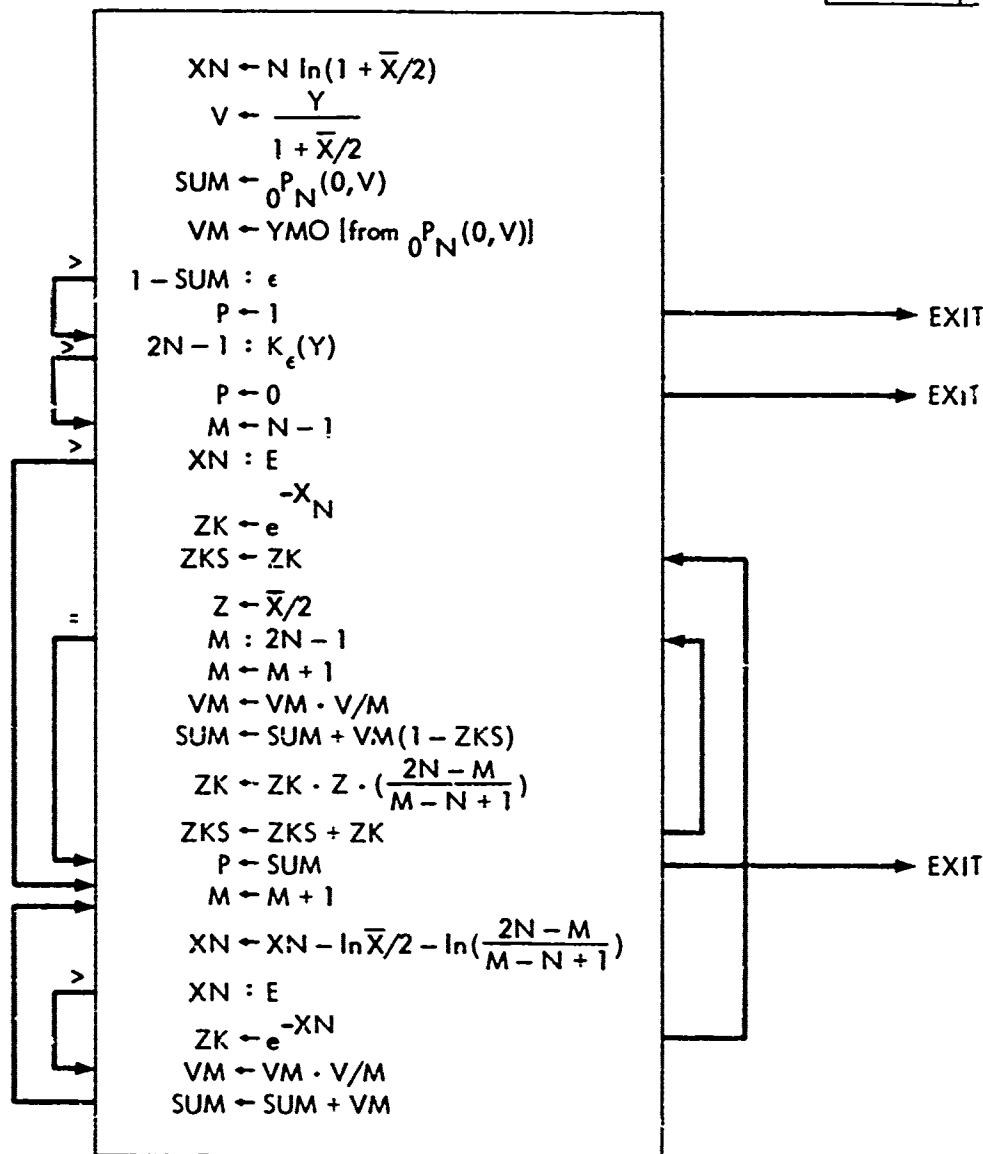 XN ← N ln(1 + X̅/2)
V ← Y / (1 + X̅/2)
SUM ← ₀P_N(0, V)
VM ← YMO [from ₀P_N(0, V)]
>
1 − SUM : ε
P ← 1 → EXIT
2N − 1 : K_ε(Y)
>
P ← 0 → EXIT
M ← N − 1
>
XN : E
ZK ← e^(-X_N)
ZKS ← ZK
Z ← X̅/2
=
M : 2N − 1
M ← M + 1
VM ← VM · V/M
SUM ← SUM + VM(1 − ZKS)
ZK ← ZK · Z · ((2N − M)/(M − N + 1))
ZKS ← ZKS + ZK
P ← SUM → EXIT
M ← M + 1
XN ← XN − ln X̅/2 − ln((2N − M)/(M − N + 1))
>
XN : E
ZK ← e^(-XN)
VM ← VM · V/M
SUM ← SUM + VM